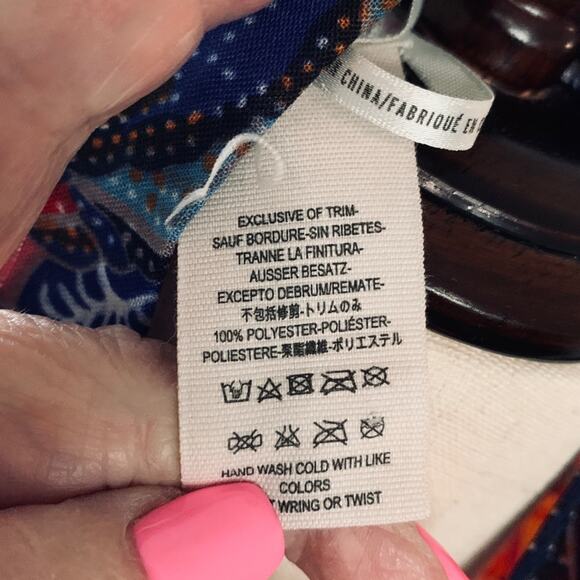 CHINA/FABRIQUÉ EN
EXCLUSIVE OF TRIM-
SAUF BORDURE-SIN RIBETES-
TRANNE LA FINITURA-
AUSSER BESATZ-
EXCEPTO DEBRUM/REMATE-
不包括修剪-トリムのみ
100% POLYESTER-POLIÉSTER-
POLIESTERE-聚酯纖維-ポリエステル
HAND WASH COLD WITH LIKE
COLORS
WRING OR TWIST